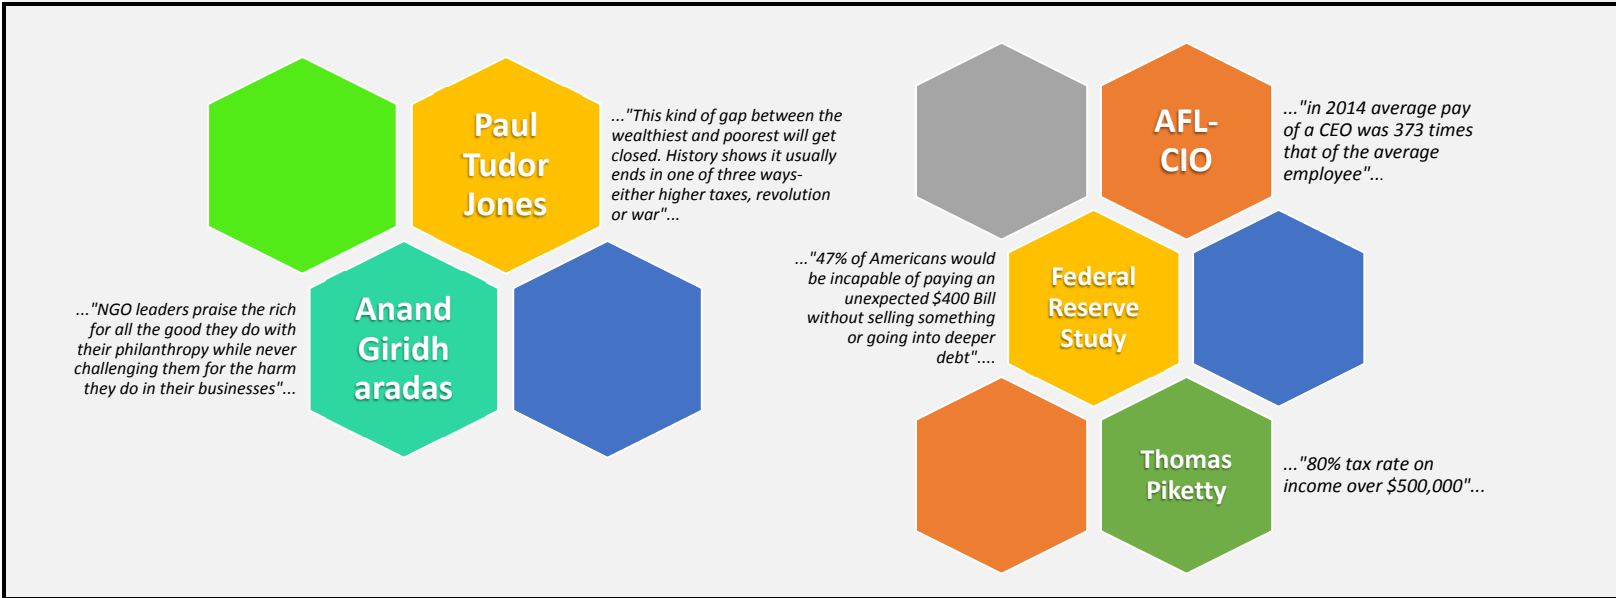 Paul
Tudor
Jones
..."This kind of gap between the
wealthiest and poorest will get
closed. History shows it usually
ends in one of three ways-
either higher taxes, revolution
or war"...
Anand
Giridh
aradas
..."NGO leaders praise the rich
for all the good they do with
their philanthropy while never
challenging them for the harm
they do in their businesses"...
AFL-
CIO
..."in 2014 average pay
of a CEO was 373 times
that of the average
employee"...
Federal
Reserve
Study
..."47% of Americans would
be incapable of paying an
unexpected $400 Bill
without selling something
or going into deeper
debt"....
Thomas
Piketty
..."80% tax rate on
income over $500,000"...